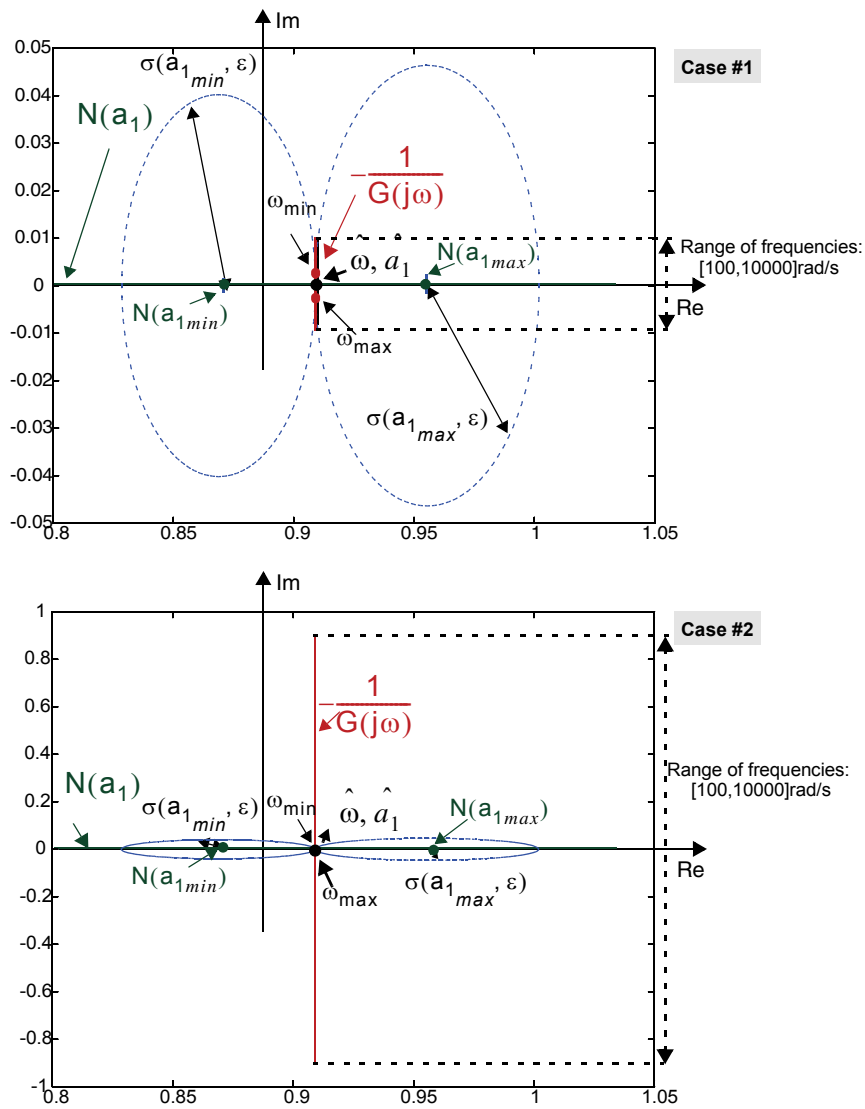 Im
Case #1
0.05
0.04
0.03
0.02
0.01
0
-0.01
-0.02
-0.03
-0.04
-0.05
σ(a1min, ε)
N(a1)
-1/G(jω)
ωmin
ω̂, â1
N(a1max)
N(a1min)
ωmax
σ(a1max, ε)
Range of frequencies:
[100,10000]rad/s
Re
0.8 0.85 0.9 0.95 1 1.05
Im
Case #2
1
0.8
0.6
0.4
0.2
0
-0.2
-0.4
-0.6
-0.8
-1
-1/G(jω)
N(a1)
σ(a1min, ε)
ωmin
ω̂, â1
N(a1max)
N(a1min)
ωmax
σ(a1max, ε)
Range of frequencies:
[100,10000]rad/s
Re
0.8 0.85 0.9 0.95 1 1.05